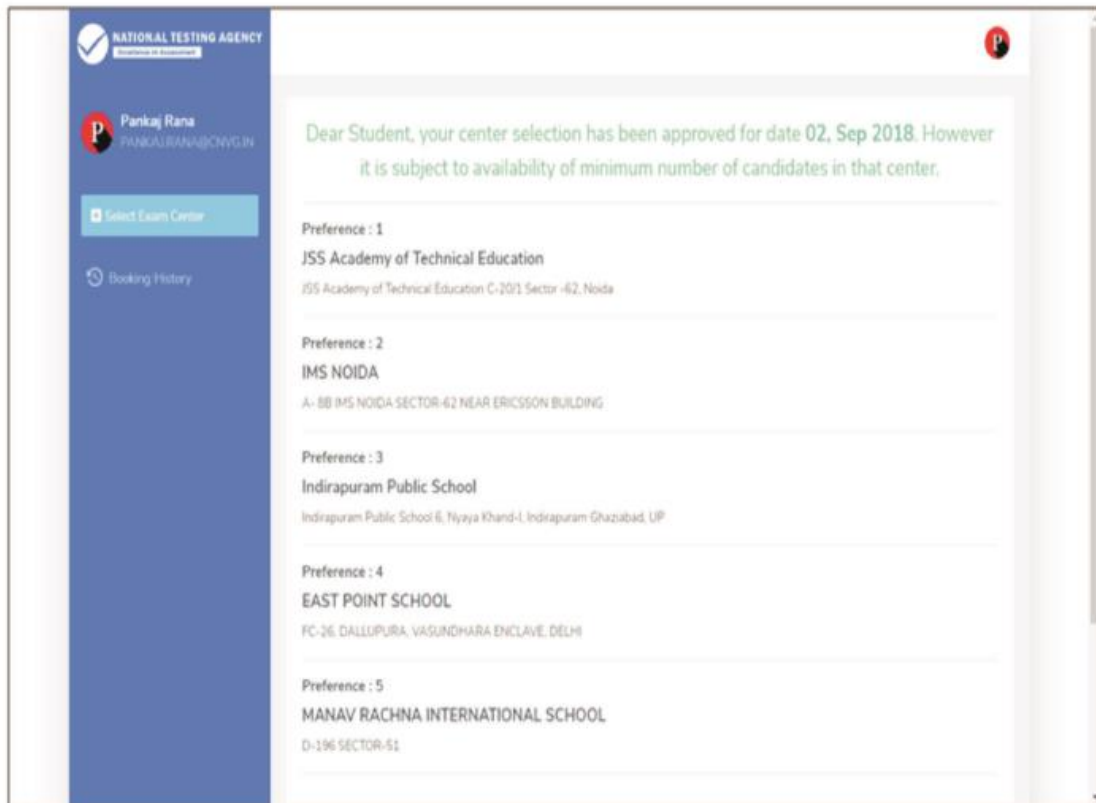 NATIONAL TESTING AGENCY
Excellence in Assessment
P
Pankaj Rana
PANKAJ.RANA@CNVG.IN
Select Exam Center
Booking History
P
Dear Student, your center selection has been approved for date 02, Sep 2018. However
it is subject to availability of minimum number of candidates in that center.
Preference : 1
JSS Academy of Technical Education
JSS Academy of Technical Education C-20/1 Sector -62, Noida
Preference : 2
IMS NOIDA
A- 8B IMS NOIDA SECTOR-62 NEAR ERICSSON BUILDING
Preference : 3
Indirapuram Public School
Indirapuram Public School 6, Nyaya Khand-I, Indirapuram Ghaziabad, UP
Preference : 4
EAST POINT SCHOOL
FC-26, DALLUPURA, VASUNDHARA ENCLAVE, DELHI
Preference : 5
MANAV RACHNA INTERNATIONAL SCHOOL
D-196 SECTOR-51